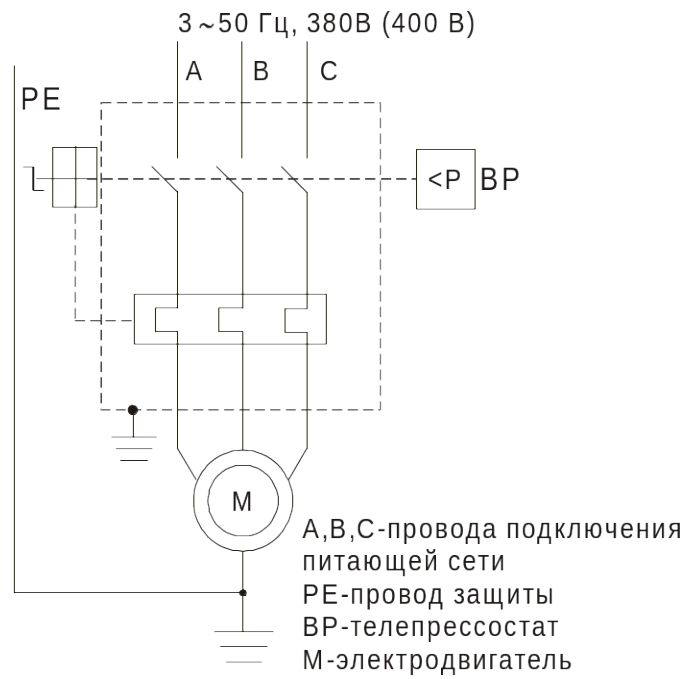 3~50 Гц, 380В (400 В)
A B C
PE
<P BP
M
A,B,C-провода подключения
питающей сети
PE-провод защиты
BP-телепрессостат
М-электродвигатель